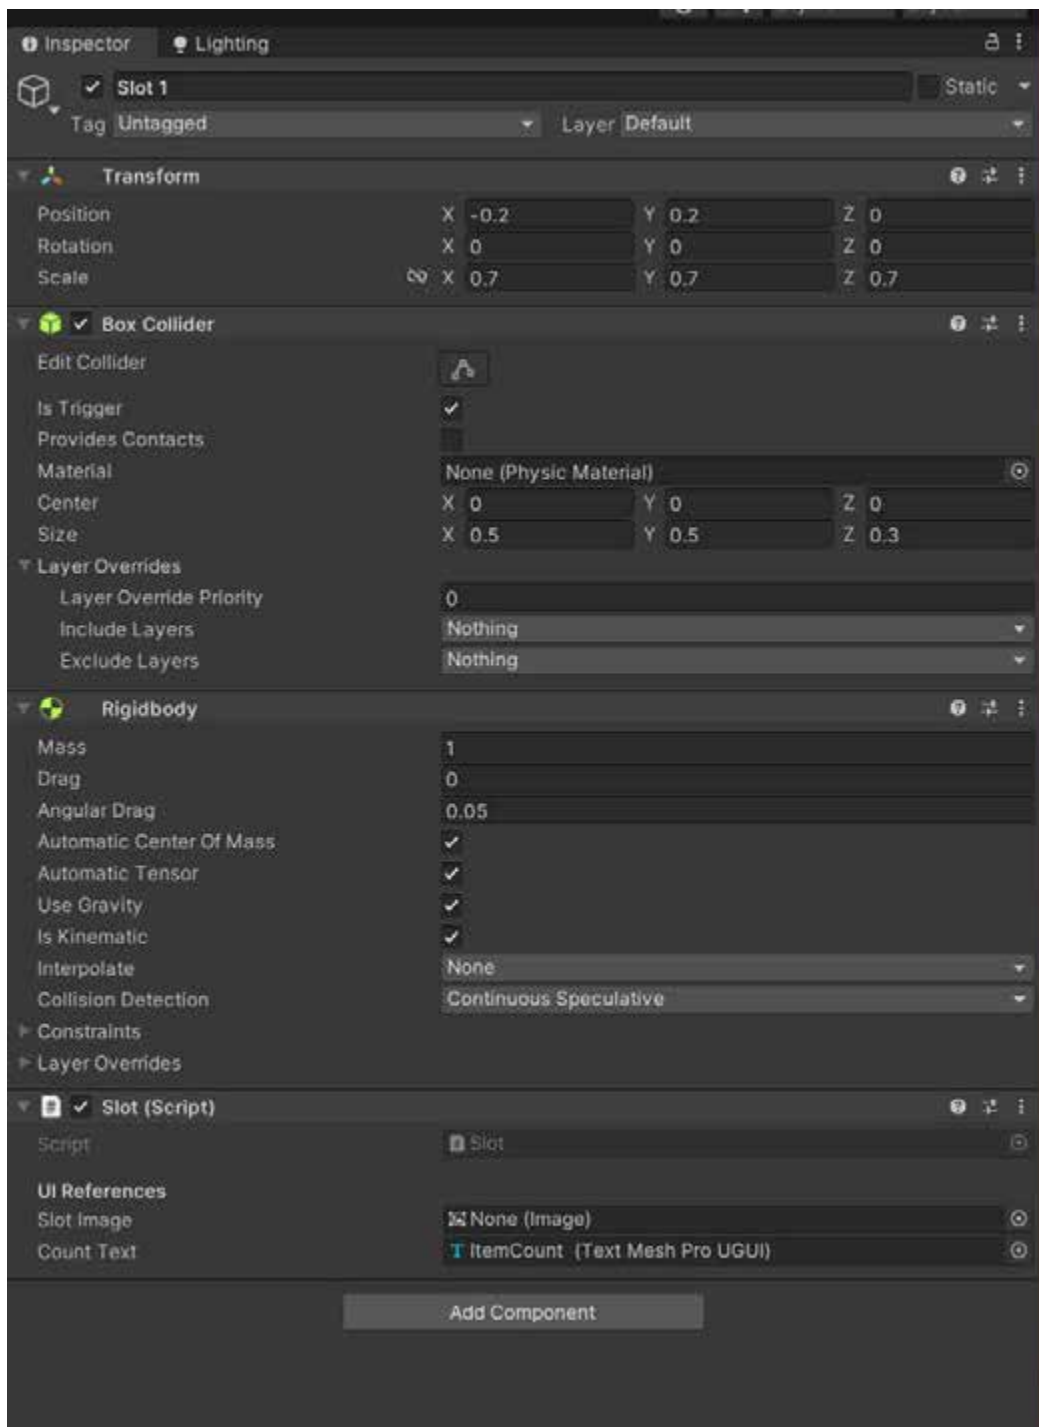 Inspector Lighting
Slot 1 Static
Tag Untagged Layer Default
Transform
Position X -0.2 Y 0.2 Z 0
Rotation X 0 Y 0 Z 0
Scale X 0.7 Y 0.7 Z 0.7
Box Collider
Edit Collider
Is Trigger
Provides Contacts
Material None (Physic Material)
Center X 0 Y 0 Z 0
Size X 0.5 Y 0.5 Z 0.3
Layer Overrides
Layer Override Priority 0
Include Layers Nothing
Exclude Layers Nothing
Rigidbody
Mass 1
Drag 0
Angular Drag 0.05
Automatic Center Of Mass
Automatic Tensor
Use Gravity
Is Kinematic
Interpolate None
Collision Detection Continuous Speculative
Constraints
Layer Overrides
Slot (Script)
Script Slot
UI References
Slot Image None (Image)
Count Text ItemCount (Text Mesh Pro UGUI)
Add Component